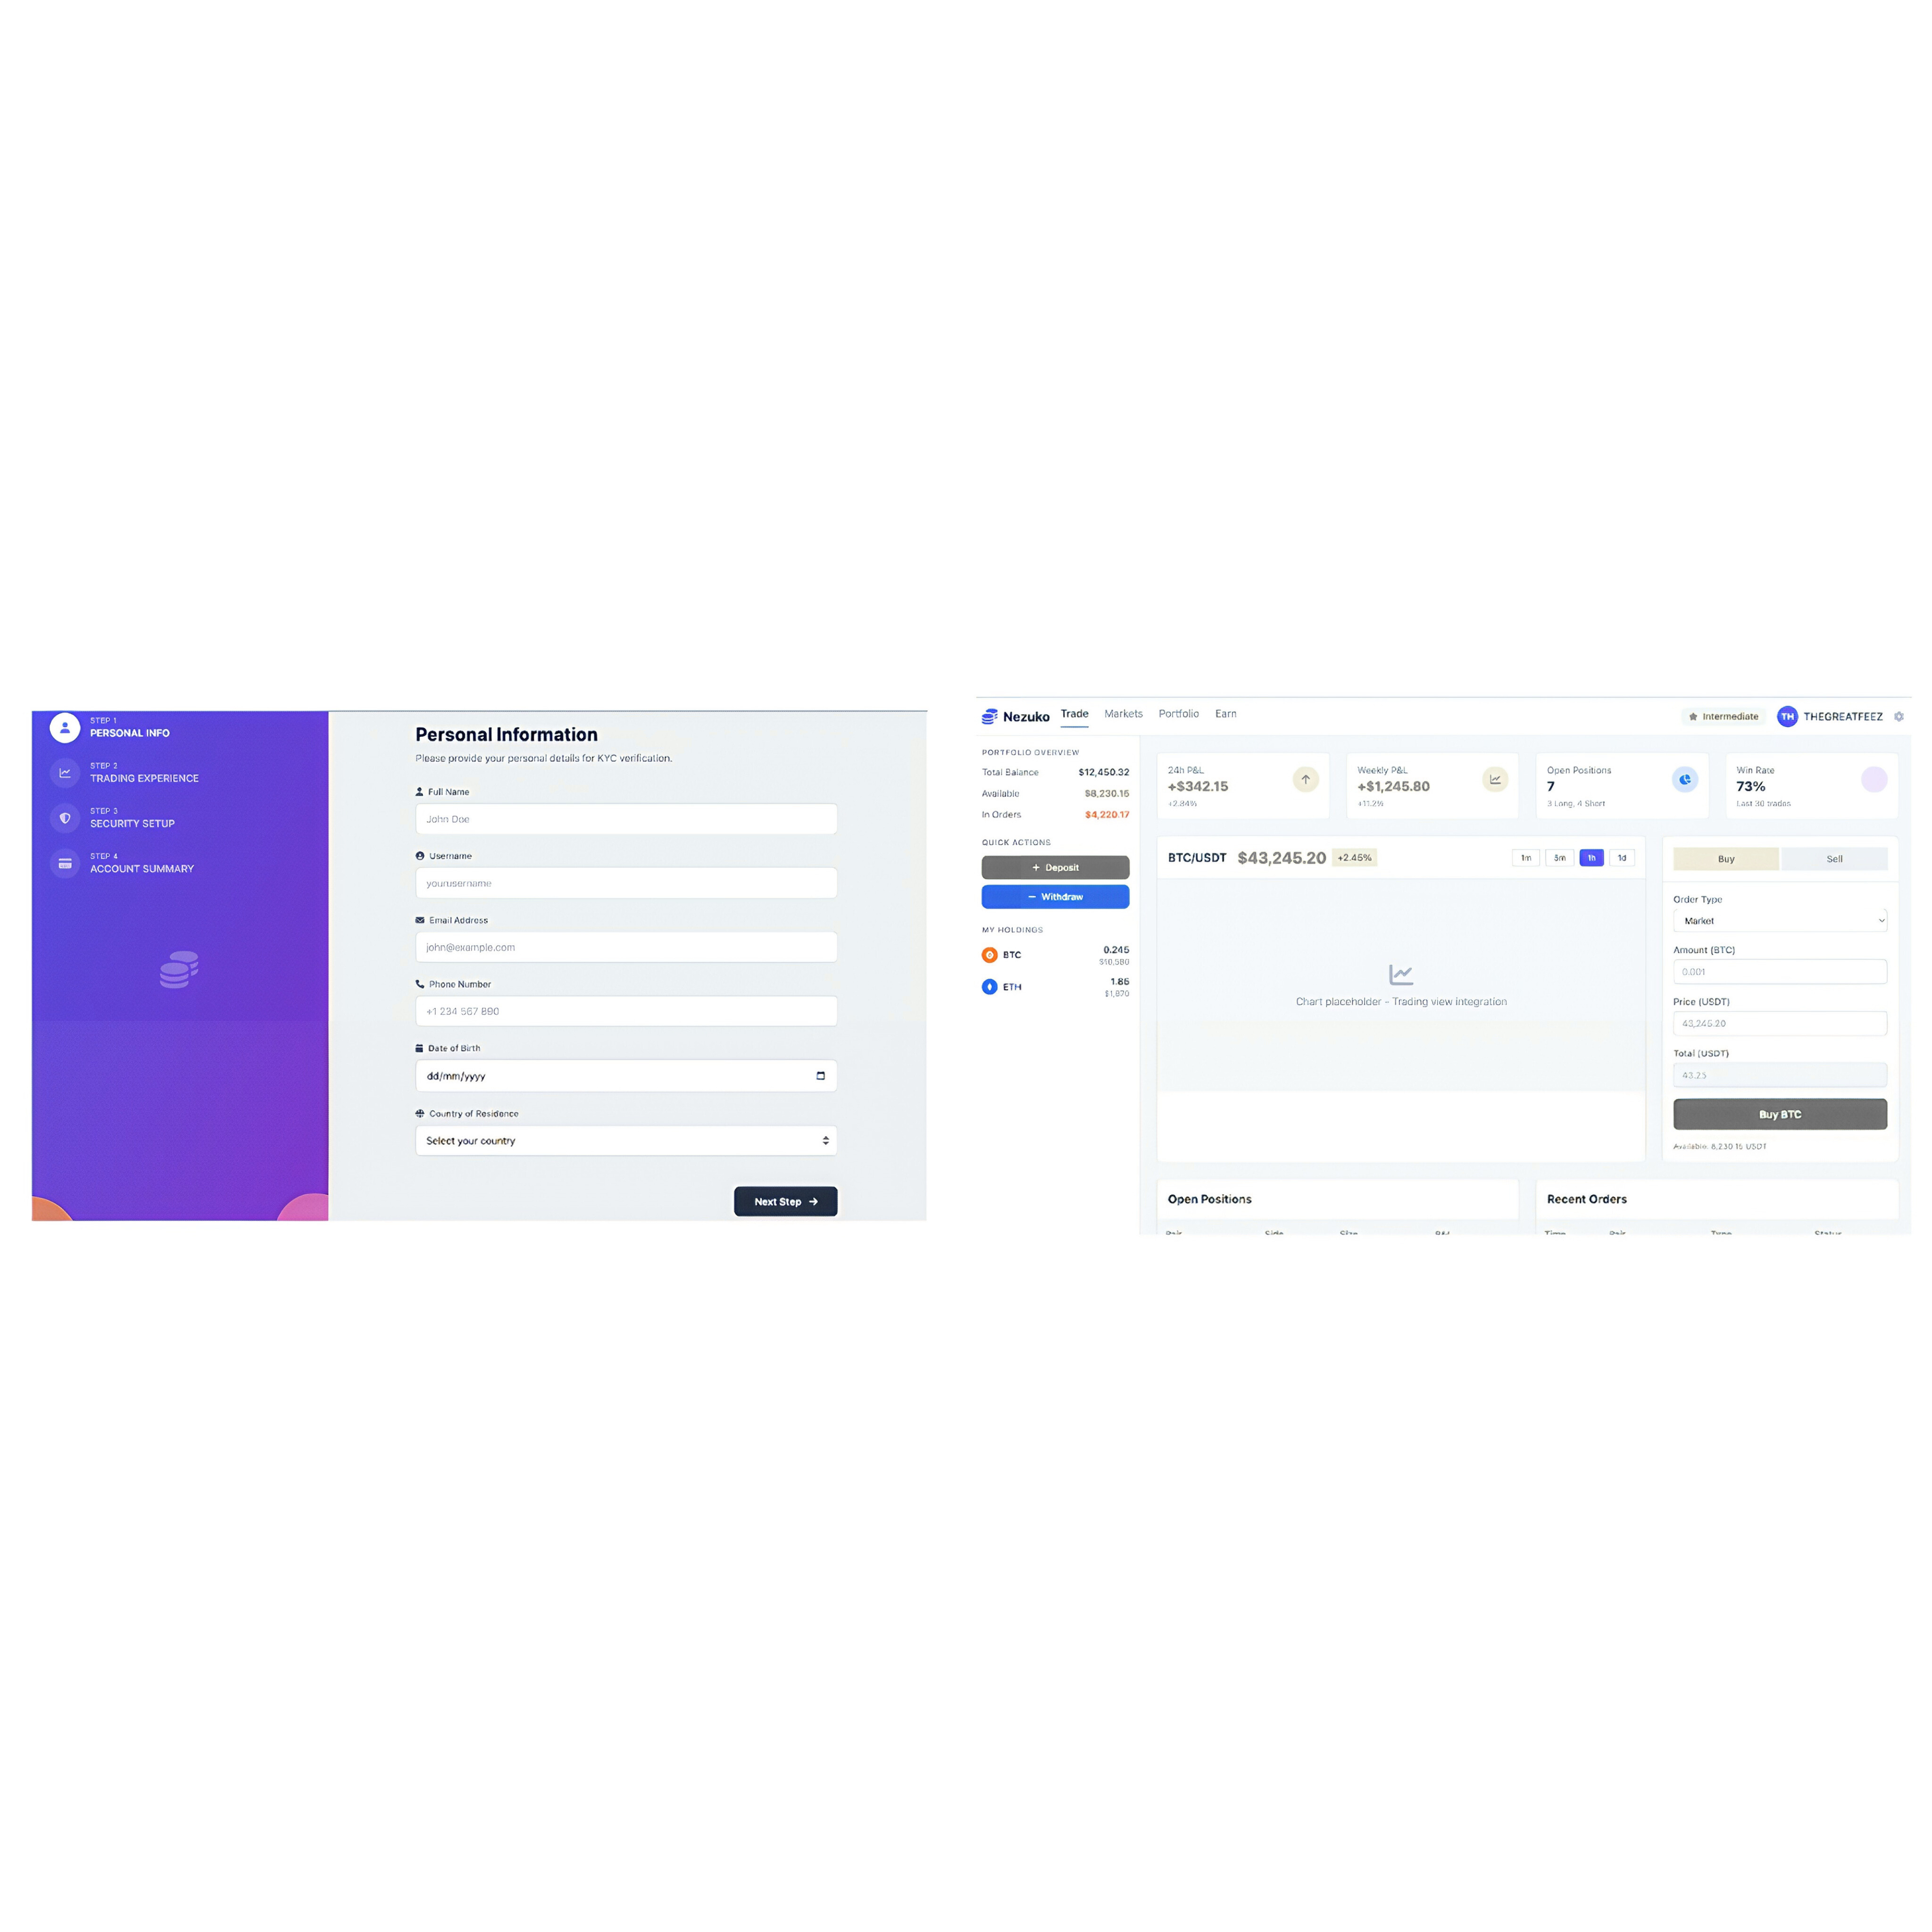 STEP 1
PERSONAL INFO
STEP 2
TRADING EXPERIENCE
STEP 3
SECURITY SETUP
STEP 4
ACCOUNT SUMMARY
Personal Information
Please provide your personal details for KYC verification.
Full Name
John Doe
Username
yourusername
Email Address
john@example.com
Phone Number
+1 234 567 890
Date of Birth
dd/mm/yyyy
Country of Residence
Select your country
Next Step →
Nezuko Trade Markets Portfolio Earn
Intermediate TH THEGREATFEEZ
PORTFOLIO OVERVIEW
Total Balance $12,450.32
Available $8,230.15
In Orders $4,220.17
QUICK ACTIONS
+ Deposit
− Withdraw
MY HOLDINGS
BTC 0.245
$10,580
ETH 1.85
24h P&L
+$342.15
+2.84%
Weekly P&L
+$1,245.80
+11.2%
Open Positions
7
3 Long, 4 Short
Win Rate
73%
Last 30 trades
BTC/USDT $43,245.20 +2.45%
1m 5m 1h 1d
Chart placeholder - Trading view integration
Buy Sell
Order Type
Market
Amount (BTC)
0.001
Price (USDT)
43,245.20
Total (USDT)
43.25
Buy BTC
Available: 8,230.15 USDT
Open Positions
Pair Side Size P&L
Recent Orders
Time Pair Type Status